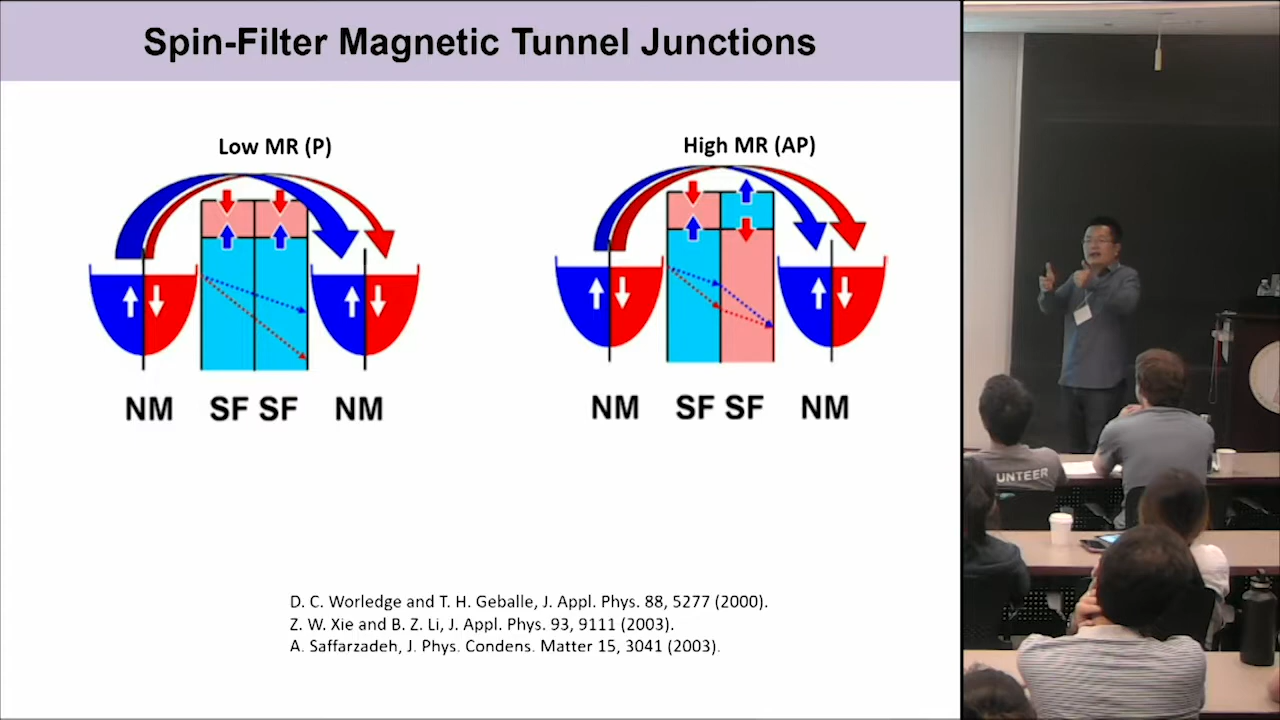 Spin-Filter Magnetic Tunnel Junctions
Low MR (P)
High MR (AP)
NM SF SF NM
NM SF SF NM
D. C. Worledge and T. H. Geballe, J. Appl. Phys. 88, 5277 (2000).
Z. W. Xie and B. Z. Li, J. Appl. Phys. 93, 9111 (2003).
A. Saffarzadeh, J. Phys. Condens. Matter 15, 3041 (2003).
UNTEER